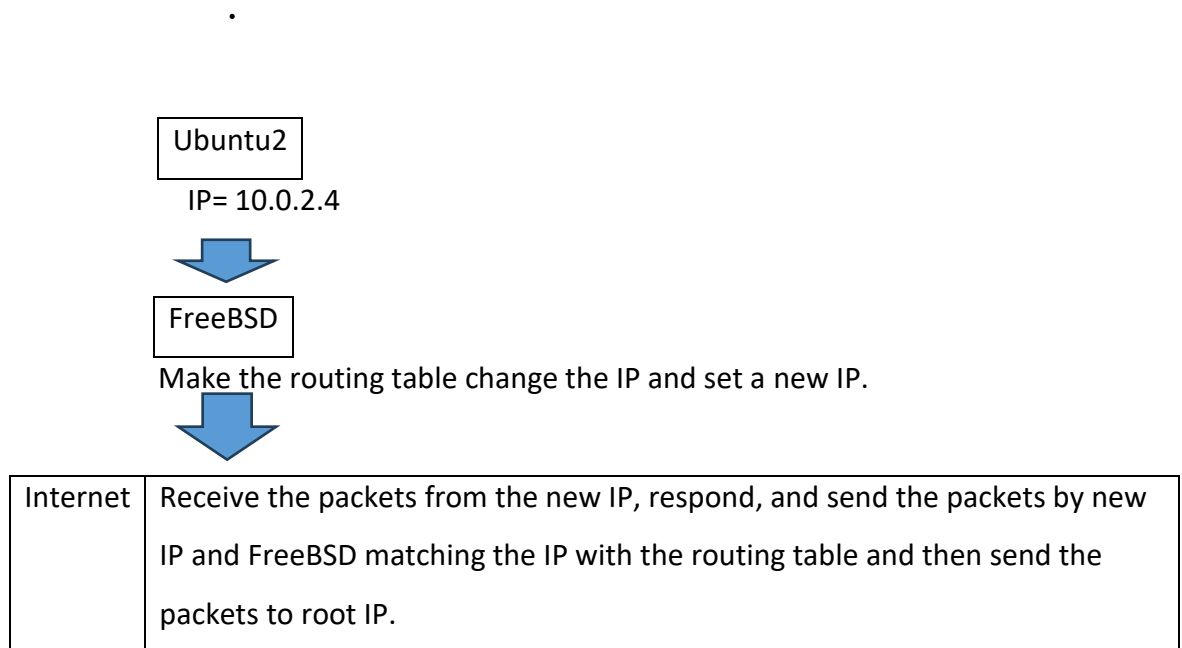 .
Ubuntu2
IP= 10.0.2.4
FreeBSD
Make the routing table change the IP and set a new IP.
Internet
Receive the packets from the new IP, respond, and send the packets by new
IP and FreeBSD matching the IP with the routing table and then send the
packets to root IP.